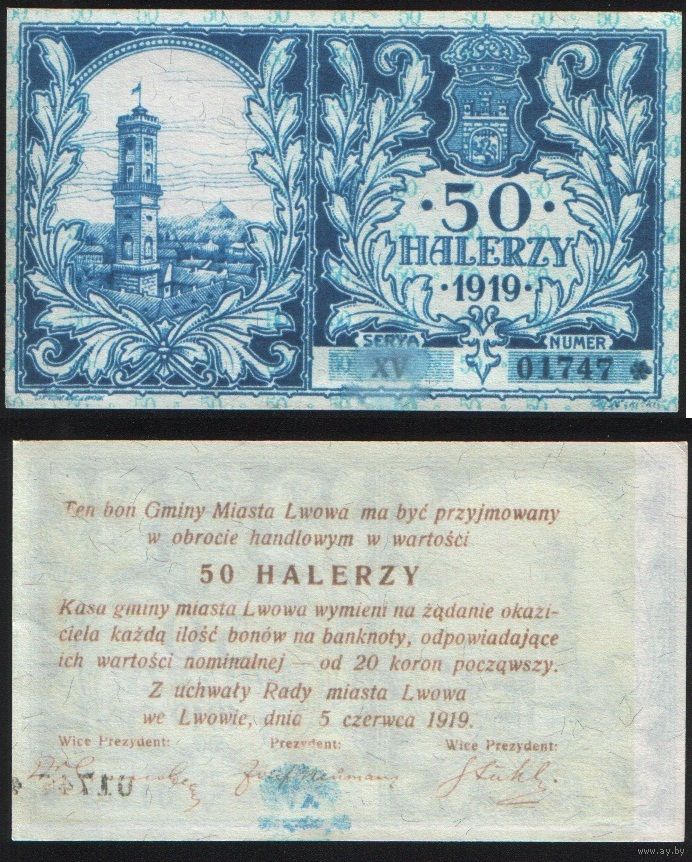 50
HALERZY
1919
SERYA
NUMER
XV
01747 *
Ten bon Gminy Miasta Lwowa ma być przyjmowany
w obrocie handlowym w wartości
50 HALERZY
Kasa gminy miasta Lwowa wymieni na żądanie okazi-
ciela każdą ilość bonów na banknoty, odpowiadające
ich wartości nominalnej — od 20 koron począwszy.
Z uchwały Rady miasta Lwowa
we Lwowie, dnia 5 czerwca 1919.
Wice Prezydent: Prezydent: Wice Prezydent:
www.ay.by